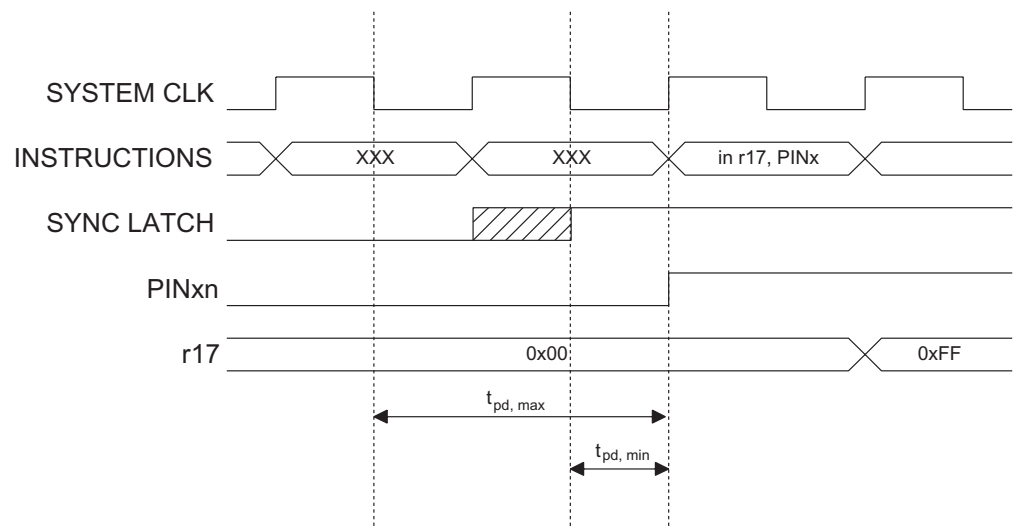 SYSTEM CLK
INSTRUCTIONS XXX XXX in r17, PINx
SYNC LATCH
PINxn
r17 0x00 0xFF
tpd, max
tpd, min